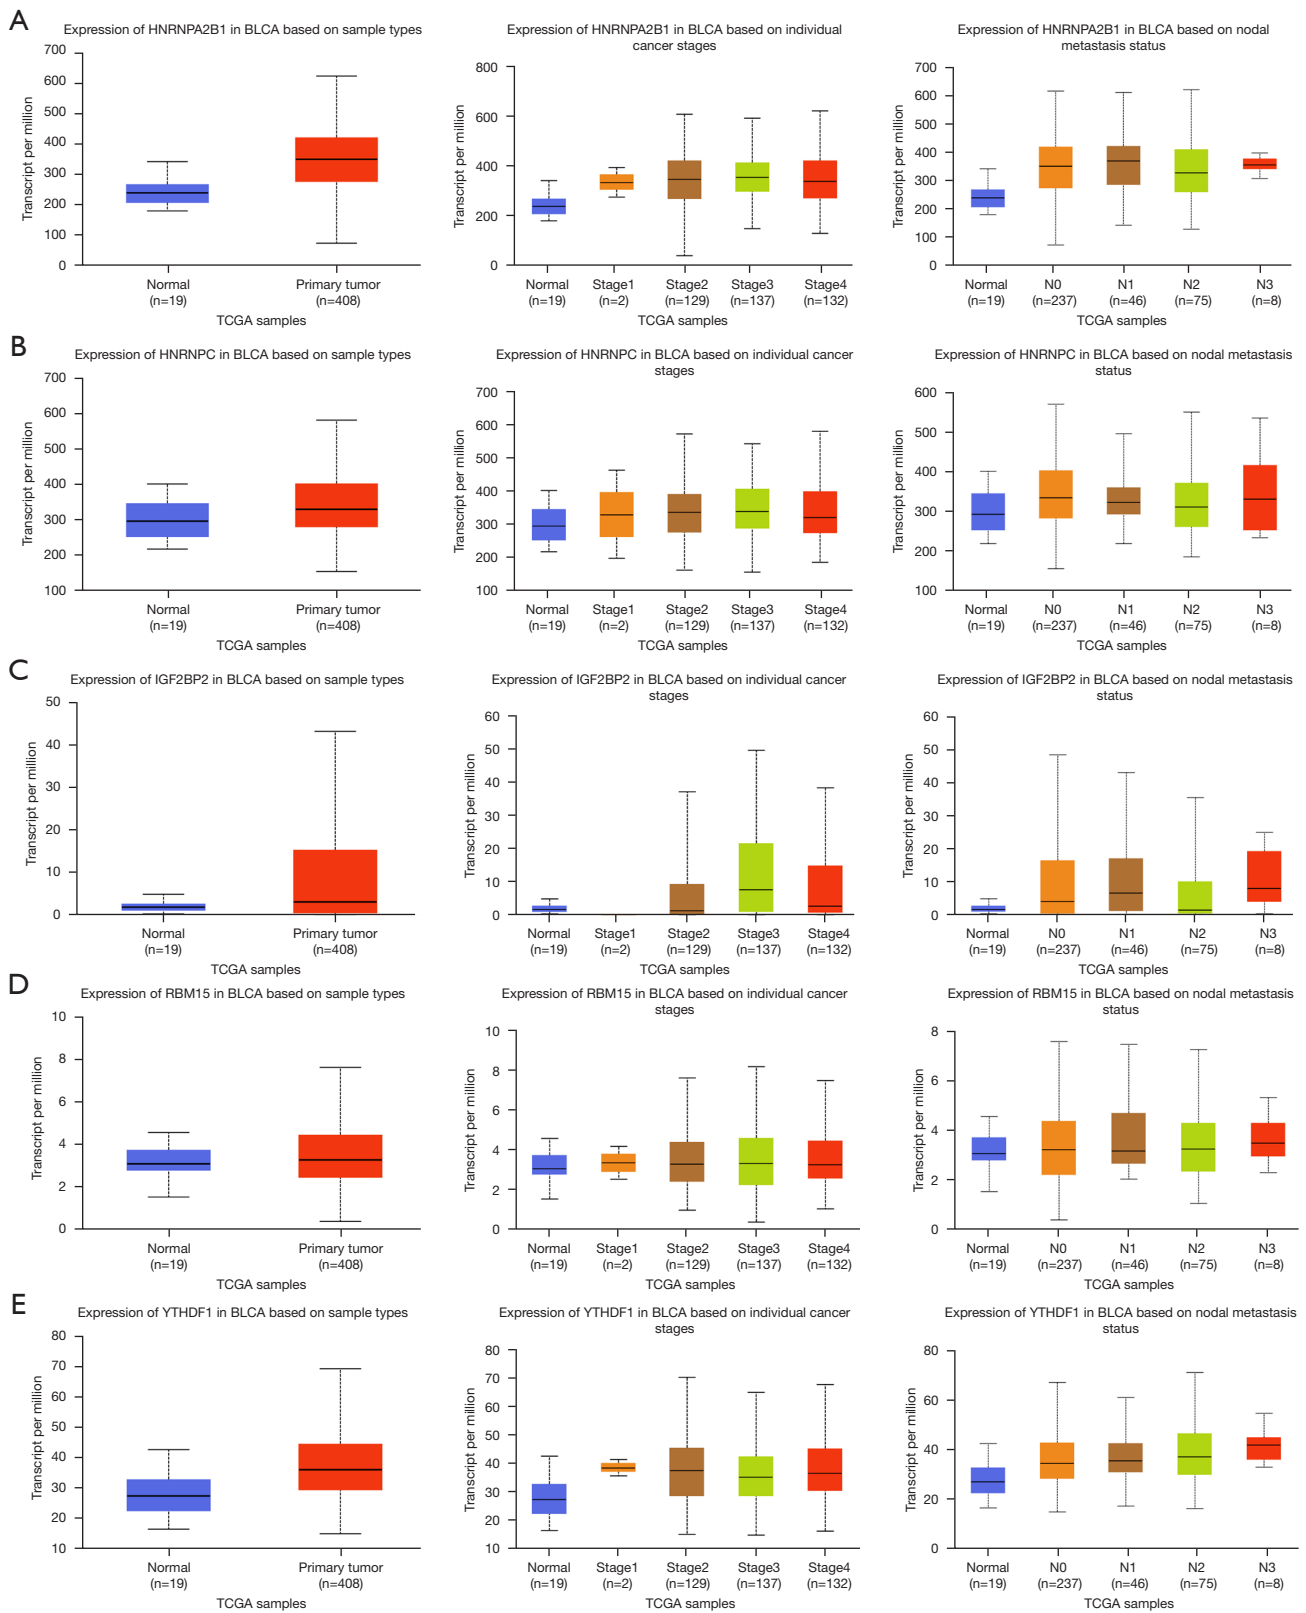 A
Expression of HNRNPA2B1 in BLCA based on sample types
Transcript per million
700
600
500
400
300
200
100
0
Normal
(n=19)
Primary tumor
(n=408)
TCGA samples
Expression of HNRNPA2B1 in BLCA based on individual
cancer stages
Transcript per million
800
600
400
200
0
Normal
(n=19)
Stage1
(n=2)
Stage2
(n=129)
Stage3
(n=137)
Stage4
(n=132)
TCGA samples
Expression of HNRNPA2B1 in BLCA based on nodal
metastasis status
Transcript per million
700
600
500
400
300
200
100
0
Normal
(n=19)
N0
(n=237)
N1
(n=46)
N2
(n=75)
N3
(n=8)
TCGA samples
B
Expression of HNRNPC in BLCA based on sample types
Transcript per million
700
600
500
400
300
200
100
Normal
(n=19)
Primary tumor
(n=408)
TCGA samples
Expression of HNRNPC in BLCA based on individual cancer
stages
Transcript per million
700
600
500
400
300
200
100
Normal
(n=19)
Stage1
(n=2)
Stage2
(n=129)
Stage3
(n=137)
Stage4
(n=132)
TCGA samples
Expression of HNRNPC in BLCA based on nodal metastasis
status
Transcript per million
600
500
400
300
200
100
Normal
(n=19)
N0
(n=237)
N1
(n=46)
N2
(n=75)
N3
(n=8)
TCGA samples
C
Expression of IGF2BP2 in BLCA based on sample types
Transcript per million
50
40
30
20
10
0
Normal
(n=19)
Primary tumor
(n=408)
TCGA samples
Expression of IGF2BP2 in BLCA based on individual cancer
stages
Transcript per million
60
50
40
30
20
10
0
Normal
(n=19)
Stage1
(n=2)
Stage2
(n=129)
Stage3
(n=137)
Stage4
(n=132)
TCGA samples
Expression of IGF2BP2 in BLCA based on nodal metastasis
status
Transcript per million
60
50
40
30
20
10
0
Normal
(n=19)
N0
(n=237)
N1
(n=46)
N2
(n=75)
N3
(n=8)
TCGA samples
D
Expression of RBM15 in BLCA based on sample types
Transcript per million
10
8
6
4
2
0
Normal
(n=19)
Primary tumor
(n=408)
TCGA samples
Expression of RBM15 in BLCA based on individual cancer
stages
Transcript per million
10
8
6
4
2
0
Normal
(n=19)
Stage1
(n=2)
Stage2
(n=129)
Stage3
(n=137)
Stage4
(n=132)
TCGA samples
Expression of RBM15 in BLCA based on nodal metastasis
status
Transcript per million
8
6
4
2
0
Normal
(n=19)
N0
(n=237)
N1
(n=46)
N2
(n=75)
N3
(n=8)
TCGA samples
E
Expression of YTHDF1 in BLCA based on sample types
Transcript per million
80
70
60
50
40
30
20
10
Normal
(n=19)
Primary tumor
(n=408)
TCGA samples
Expression of YTHDF1 in BLCA based on individual cancer
stages
Transcript per million
80
70
60
50
40
30
20
10
Normal
(n=19)
Stage1
(n=2)
Stage2
(n=129)
Stage3
(n=137)
Stage4
(n=132)
TCGA samples
Expression of YTHDF1 in BLCA based on nodal metastasis
status
Transcript per million
80
60
40
20
0
Normal
(n=19)
N0
(n=237)
N1
(n=46)
N2
(n=75)
N3
(n=8)
TCGA samples